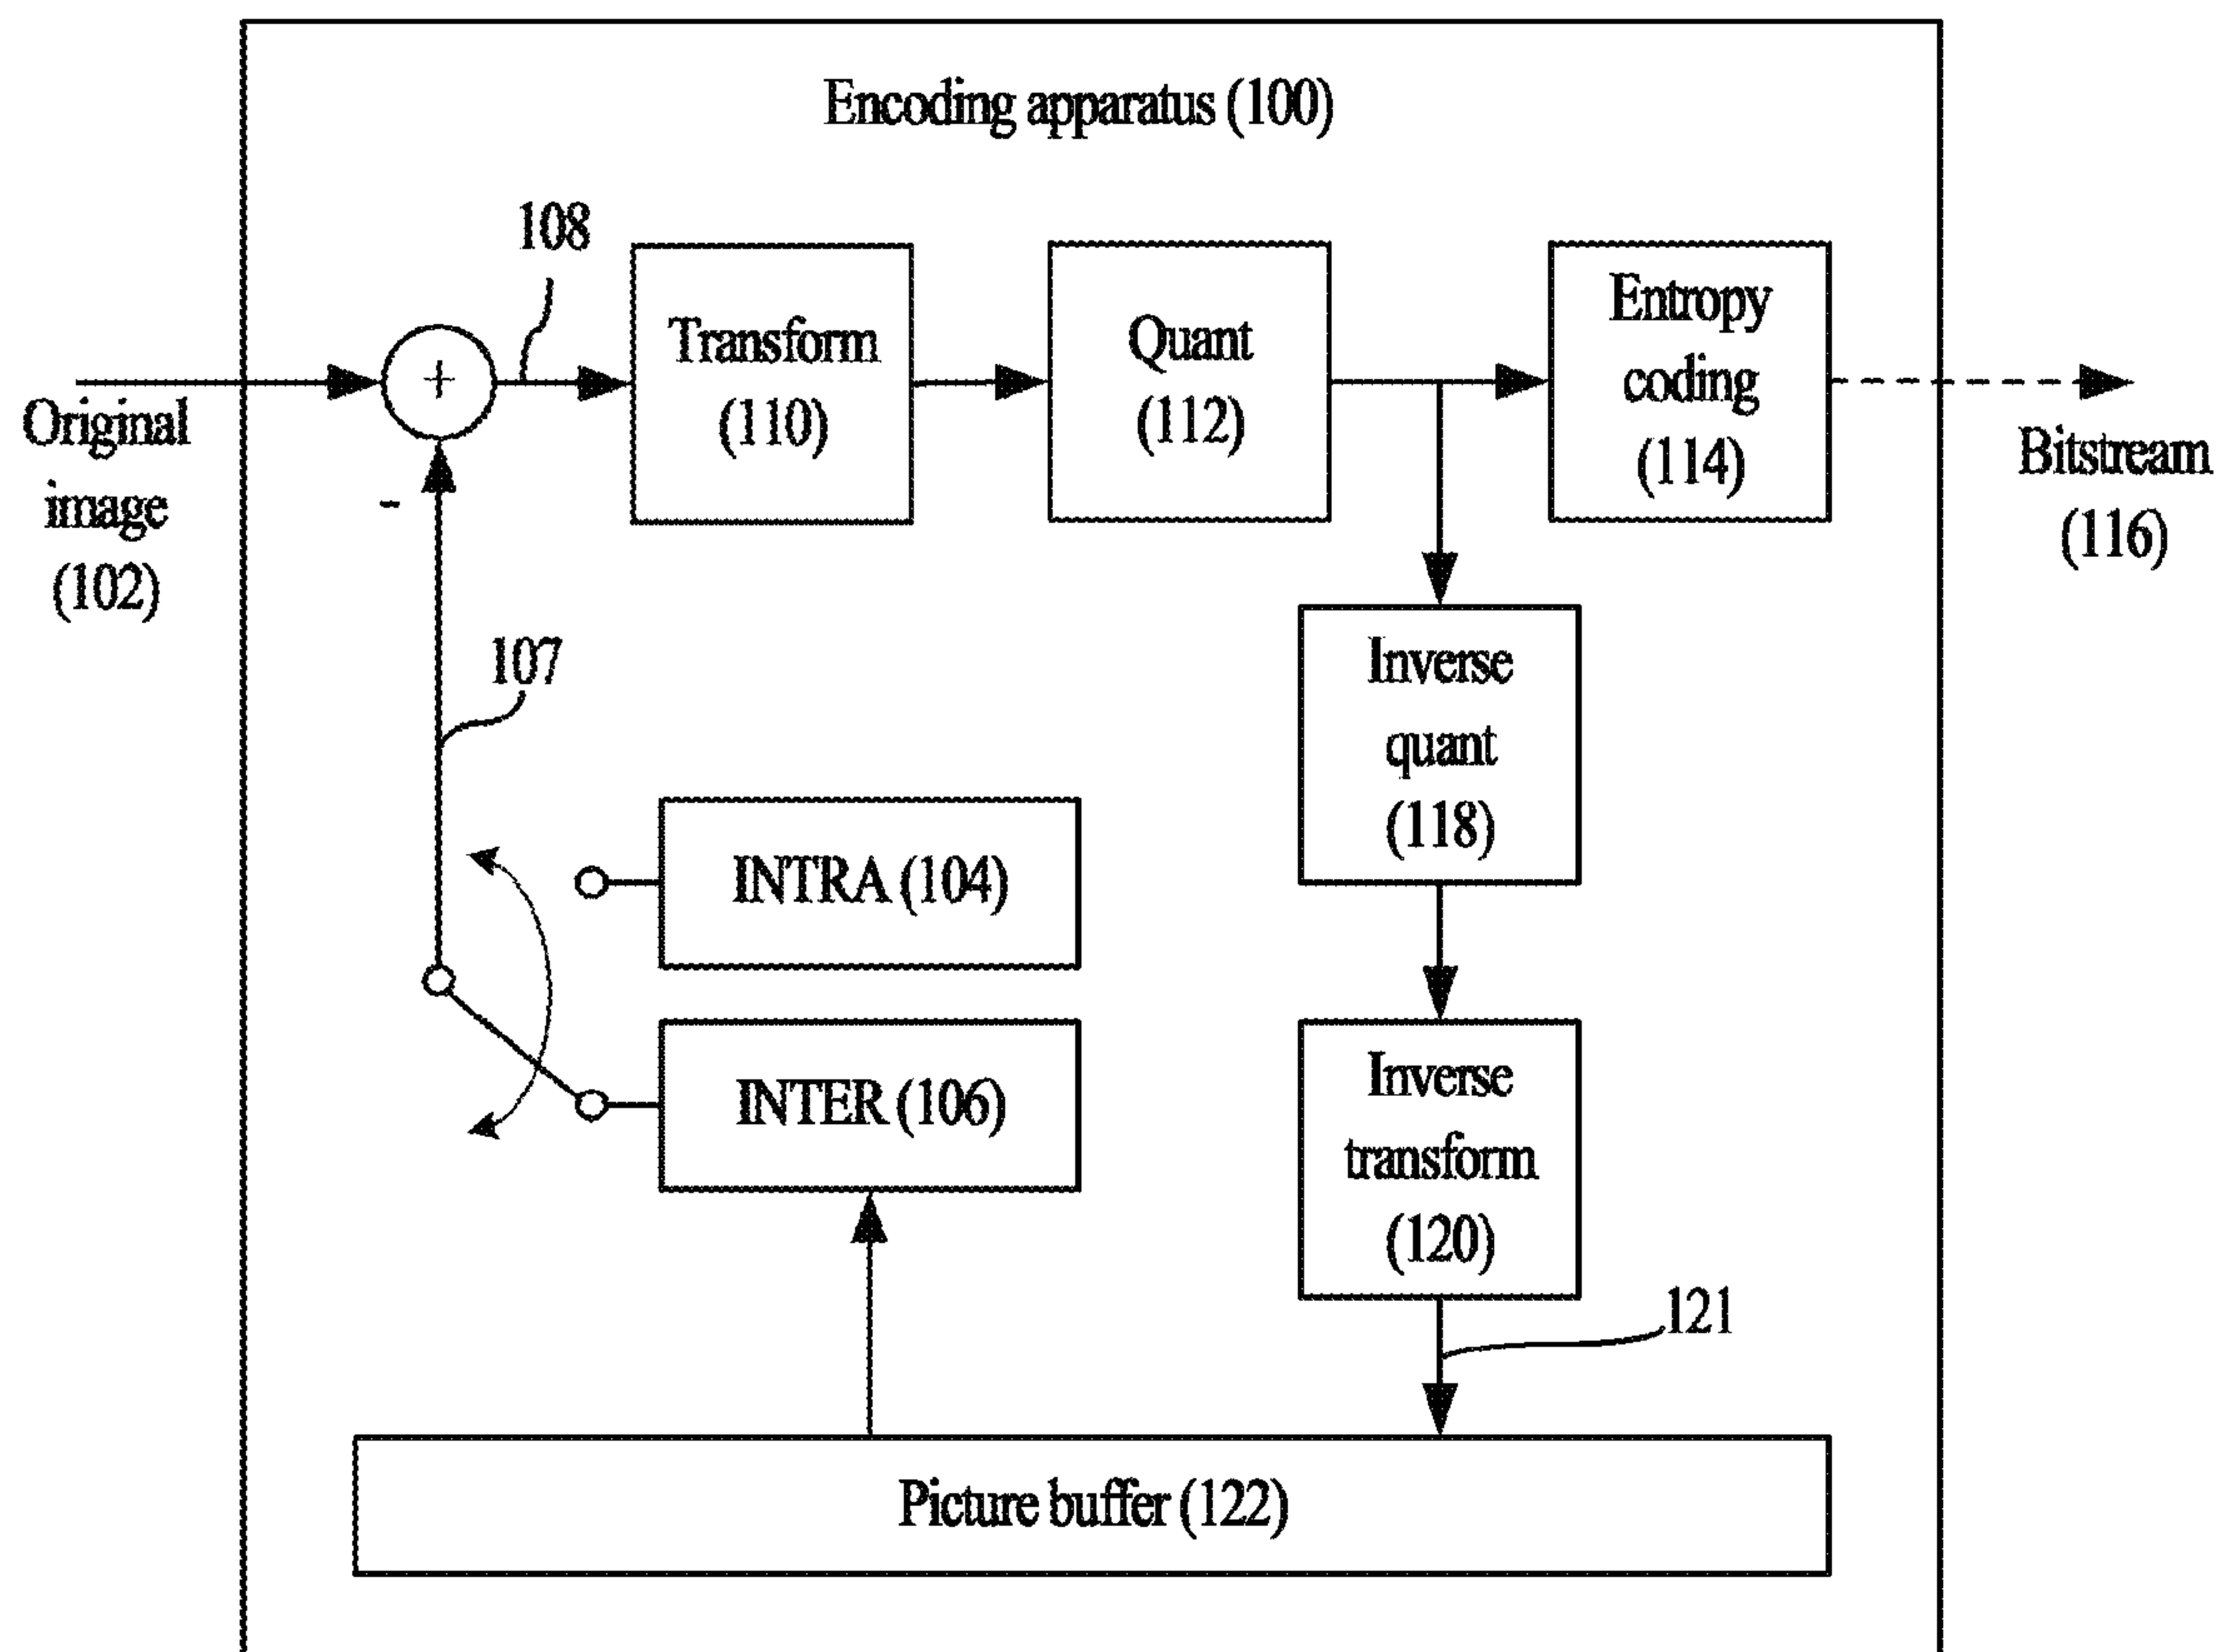 Encoding apparatus (100)
108
Transform
(110)
Quant
(112)
Entropy
coding
(114)
+
Original
image
(102)
-
Bitstream
(116)
107
Inverse
quant
(118)
INTRA (104)
INTER (106)
Inverse
transform
(120)
121
Picture buffer (122)